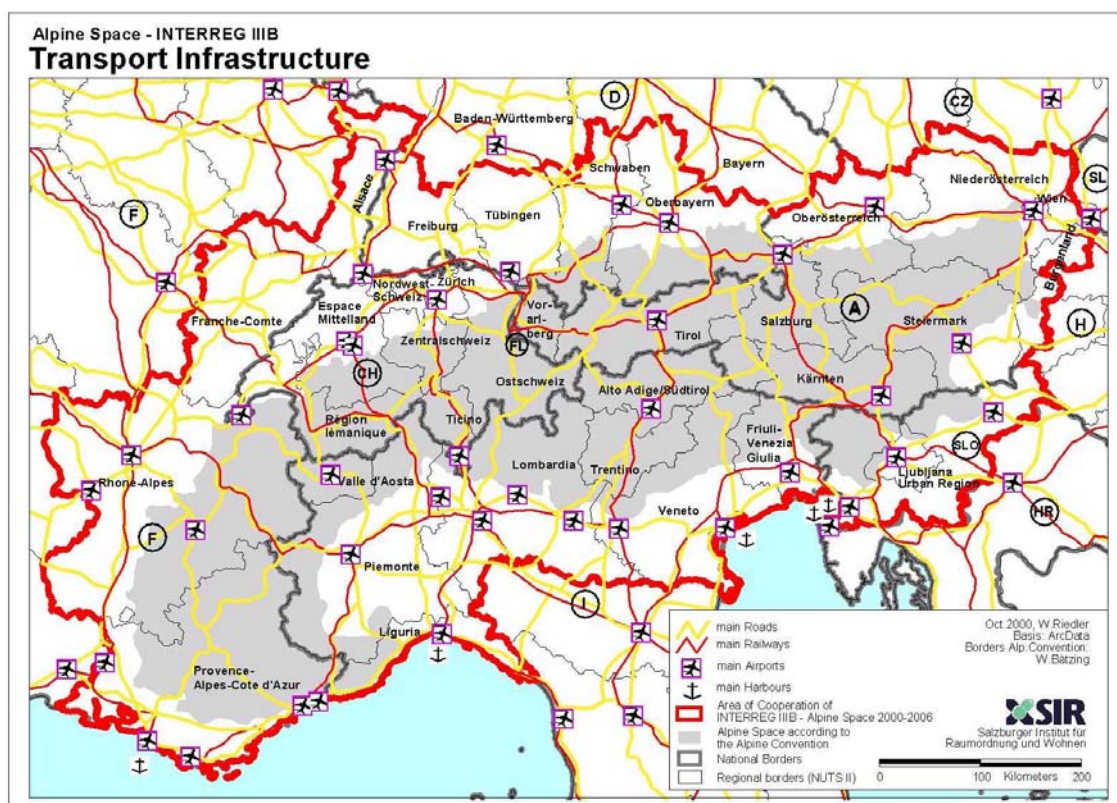 Alpine Space - INTERREG IIIB
Transport Infrastructure
D
CZ
Baden-Württemberg
Schwaben
Bayern
Niederösterreich
SL
Alsace
Wien
F
Tübingen
Oberbayern
Oberösterreich
Freiburg
Burgenland
Nordwest-
Schweiz
Zürich
Espace
Mittelland
Franche-Comte
Vor-
arl-
berg
FL
Zentralschweiz
Tirol
Salzburg
A
Steiermark
H
CH
Ostschweiz
Alto Adige/Südtirol
Kärnten
Région
lémanique
Ticino
Friuli-
Venezia
Giulia
SLO
Rhone-Alpes
Valle d'Aosta
Lombardia
Trentino
Ljubljana
Urban Region
F
Veneto
HR
Piemonte
I
Liguria
Provence-
Alpes-Cote d'Azur
main Roads
main Railways
main Airports
main Harbours
Area of Cooperation of
INTERREG IIIB - Alpine Space 2000-2006
Alpine Space according to
the Alpine Convention
National Borders
Regional borders (NUTS II)
Oct.2000, W.Riedler
Basis: ArcData
Borders Alp.Convention:
W.Bätzing
SIR
Salzburger Institut für
Raumordnung und Wohnen
0 100 Kilometers 200